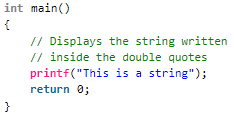 int main()
{
    // Displays the string written
    // inside the double quotes
    printf("This is a string");
    return 0;
}